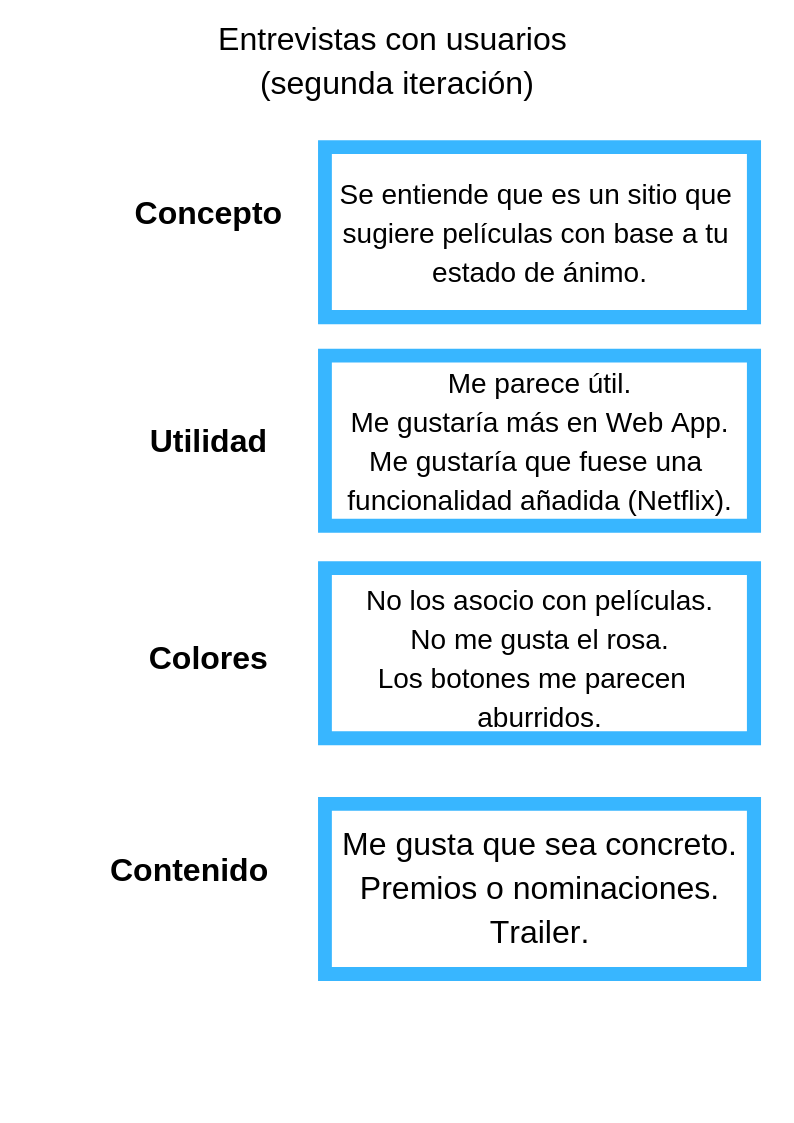 Entrevistas con usuarios
(segunda iteración)
Concepto
Se entiende que es un sitio que
sugiere películas con base a tu
estado de ánimo.
Utilidad
Me parece útil.
Me gustaría más en Web App.
Me gustaría que fuese una
funcionalidad añadida (Netflix).
Colores
No los asocio con películas.
No me gusta el rosa.
Los botones me parecen
aburridos.
Contenido
Me gusta que sea concreto.
Premios o nominaciones.
Trailer.